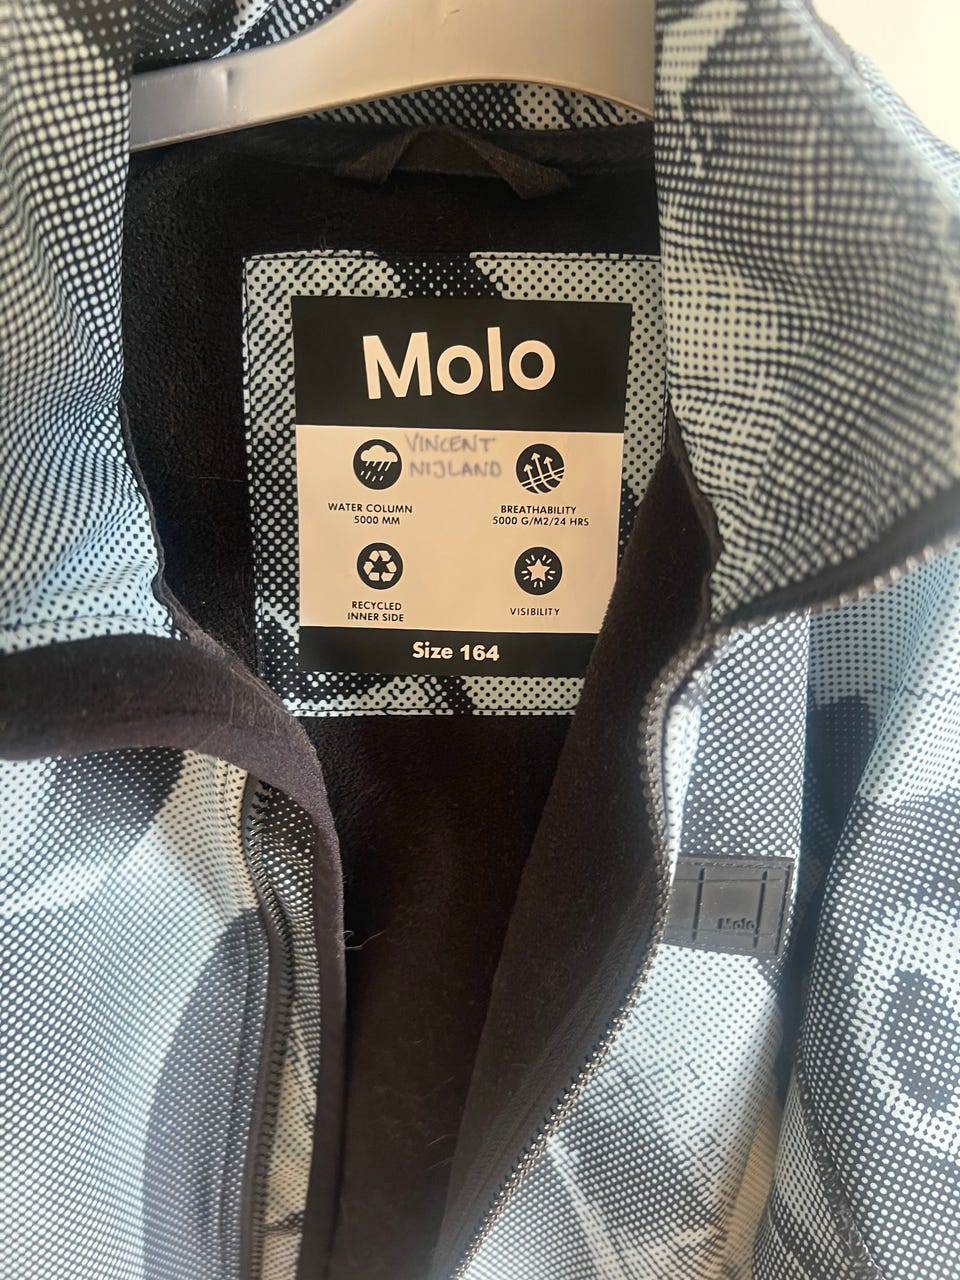 Molo
VINCENT
NIJLAND
WATER COLUMN
5000 MM
BREATHABILITY
5000 G/M2/24 HRS
RECYCLED
INNER SIDE
VISIBILITY
Size 164
Molo